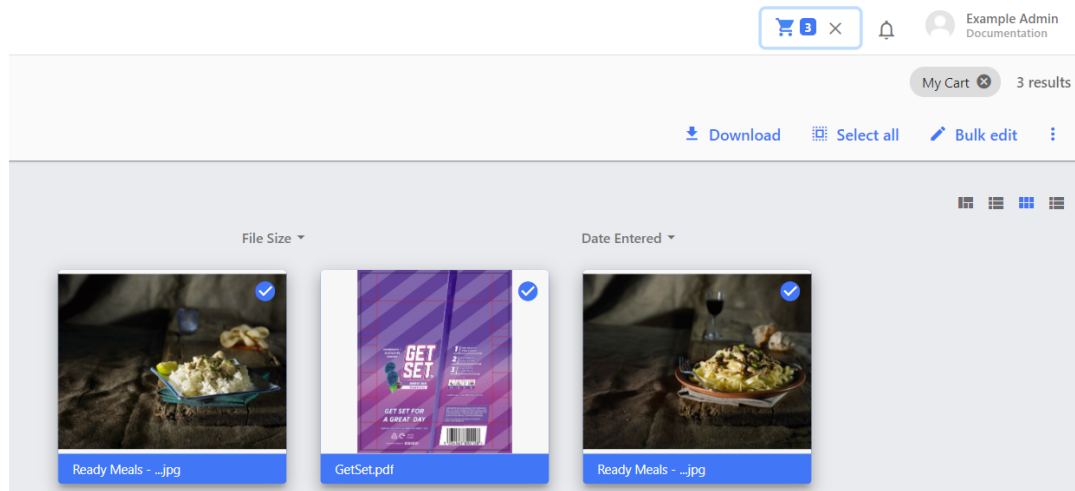 3
Example Admin
Documentation
My Cart
3 results
Download
Select all
Bulk edit
File Size
Date Entered
GET
SET
GET SET FOR
A GREAT DAY
Ready Meals - ...jpg
GetSet.pdf
Ready Meals - ...jpg